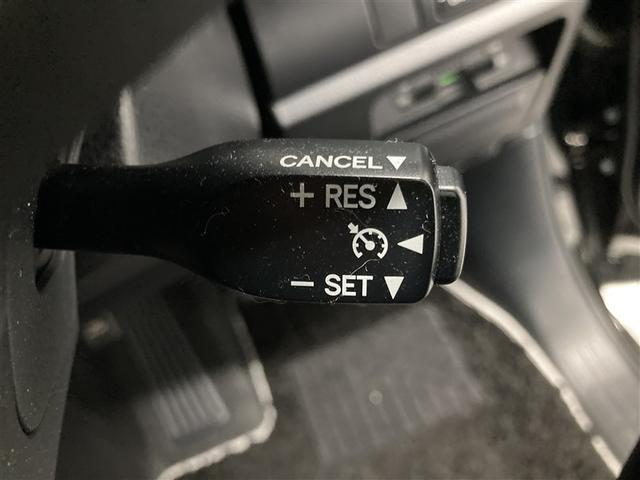 CANCEL▼
+ RES ▲
◀
− SET ▼